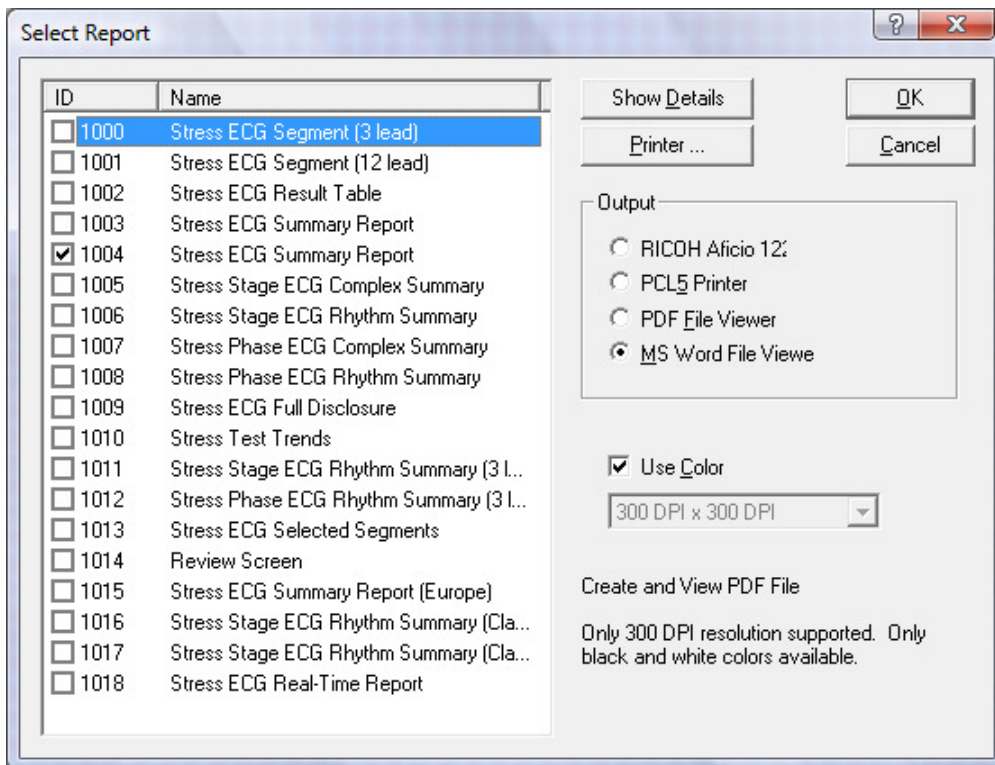 Select Report
ID Name
1000 Stress ECG Segment (3 lead)
1001 Stress ECG Segment (12 lead)
1002 Stress ECG Result Table
1003 Stress ECG Summary Report
1004 Stress ECG Summary Report
1005 Stress Stage ECG Complex Summary
1006 Stress Stage ECG Rhythm Summary
1007 Stress Phase ECG Complex Summary
1008 Stress Phase ECG Rhythm Summary
1009 Stress ECG Full Disclosure
1010 Stress Test Trends
1011 Stress Stage ECG Rhythm Summary (3 l...
1012 Stress Phase ECG Rhythm Summary (3 l...
1013 Stress ECG Selected Segments
1014 Review Screen
1015 Stress ECG Summary Report (Europe)
1016 Stress Stage ECG Rhythm Summary (Cla...
1017 Stress Stage ECG Rhythm Summary (Cla...
1018 Stress ECG Real-Time Report
Show Details
OK
Printer ...
Cancel
Output
RICOH Aficio 122
PCL5 Printer
PDF File Viewer
MS Word File Viewe
Use Color
300 DPI x 300 DPI
Create and View PDF File
Only 300 DPI resolution supported. Only
black and white colors available.